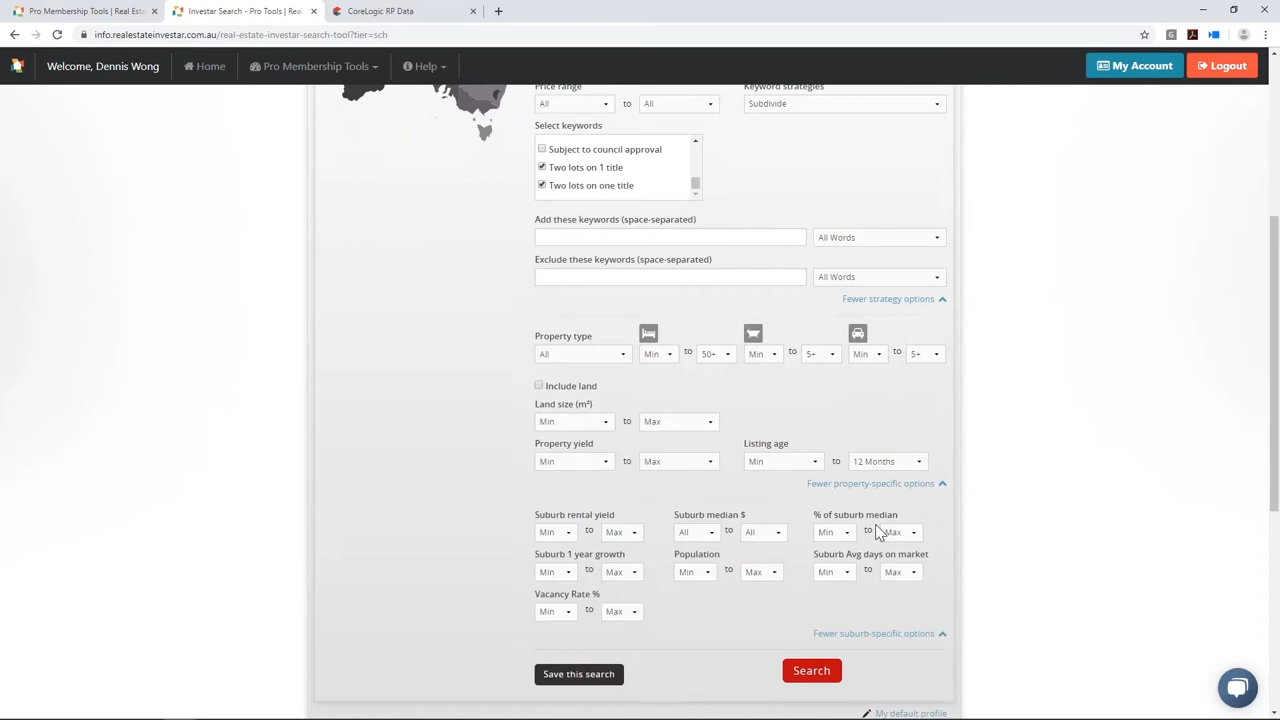 Pro Membership Tools | Real Esta
Investar Search - Pro Tools | Real
CoreLogic RP Data
info.realestateinvestar.com.au/real-estate-investar-search-tool?tier=sch
Welcome, Dennis Wong
Home
Pro Membership Tools
Help
My Account
Logout
Price range
Keyword strategies
All to All
Subdivide
Select keywords
Subject to council approval
Two lots on 1 title
Two lots on one title
Add these keywords (space-separated)
All Words
Exclude these keywords (space-separated)
All Words
Fewer strategy options
Property type
All Min to 50+ Min to 5+ Min to 5+
Include land
Land size (m²)
Min to Max
Property yield Listing age
Min to Max Min to 12 Months
Fewer property-specific options
Suburb rental yield Suburb median $ % of suburb median
Min to Max All to All Min to Max
Suburb 1 year growth Population Suburb Avg days on market
Min to Max Min to Max Min to Max
Vacancy Rate %
Min to Max
Fewer suburb-specific options
Save this search
Search
My default profile